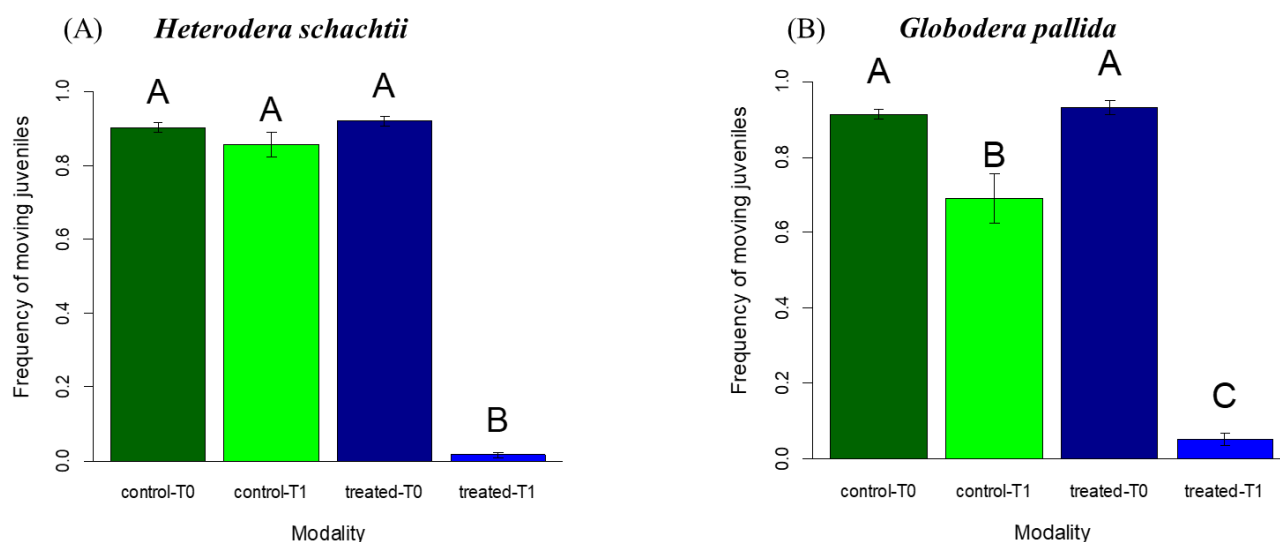 (A) Heterodera schachtii
Frequency of moving juveniles
1.0
0.8
0.6
0.4
0.2
0.0
A
A
A
B
control-T0 control-T1 treated-T0 treated-T1
Modality
(B) Globodera pallida
Frequency of moving juveniles
1.0
0.8
0.6
0.4
0.2
0.0
A
B
A
C
control-T0 control-T1 treated-T0 treated-T1
Modality